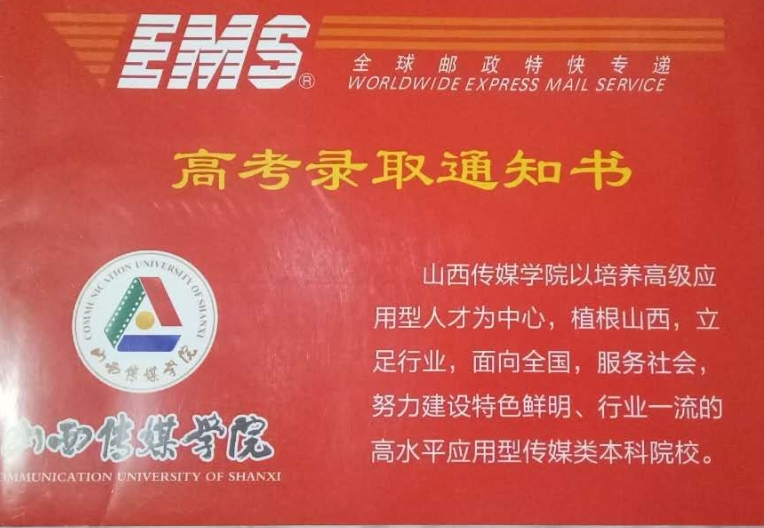 EMS®
全球邮政特快专递
WORLDWIDE EXPRESS MAIL SERVICE
高考录取通知书
COMMUNICATION UNIVERSITY OF SHANXI
山西传媒学院
山西传媒学院
OMMUNICATION UNIVERSITY OF SHANXI
山西传媒学院以培养高级应
用型人才为中心，植根山西，立
足行业，面向全国，服务社会，
努力建设特色鲜明、行业一流的
高水平应用型传媒类本科院校。